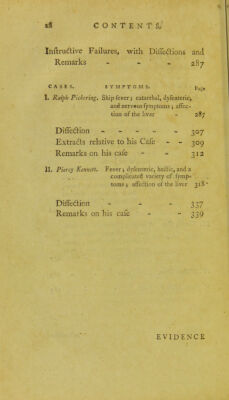 28 CONTENTS.
Inſtructive Failures, with Diſſections and
Remarks - - - 287
CASES. SYMPTOMS. Page
I. Ralph Pickering. Ship fever; catarrhal, dyſenteric,
and nervous ſymptoms; affec-
tion of the liver - 287
Diſſection - - - - - 307
Extracts relative to his Caſe - - 309
Remarks on his caſe - - 312
II. Piercy Kennett. Fever; dyſenteric, hectic, and a
complicated variety of ſymp-
toms; affection of the liver 318
Diſſection - - - 337
Remarks on his caſe - - 339
EVIDENCE